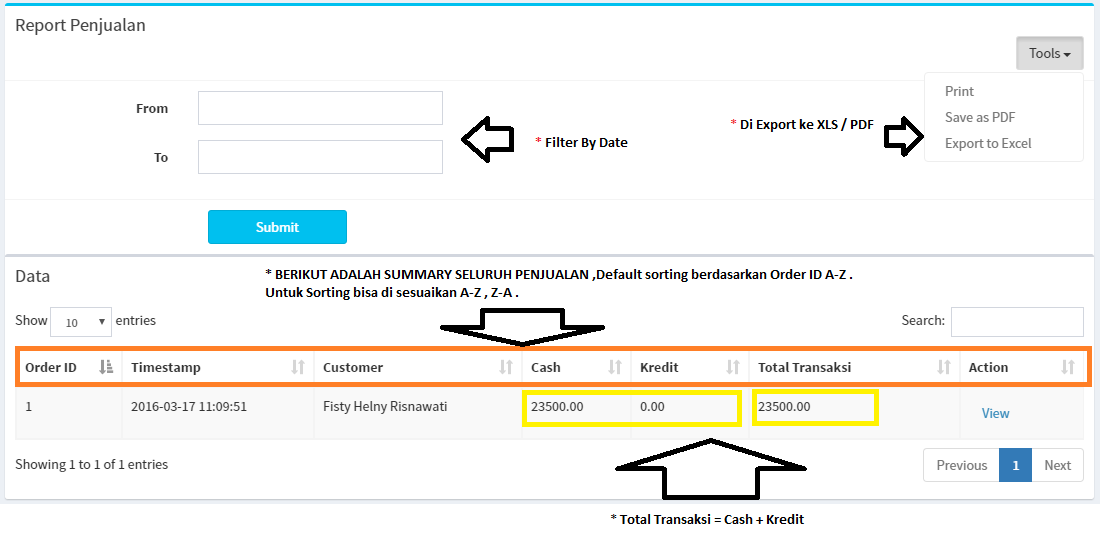 Report Penjualan
Tools
Print
Save as PDF
Export to Excel
From
To
* Filter By Date
* Di Export ke XLS / PDF
Submit
Data
* BERIKUT ADALAH SUMMARY SELURUH PENJUALAN ,Default sorting berdasarkan Order ID A-Z .
Untuk Sorting bisa di sesuaikan A-Z , Z-A .
Show 10 entries
Search:
Order ID Timestamp Customer Cash Kredit Total Transaksi Action
1 2016-03-17 11:09:51 Fisty Helny Risnawati 23500.00 0.00 23500.00 View
Showing 1 to 1 of 1 entries
Previous 1 Next
* Total Transaksi = Cash + Kredit